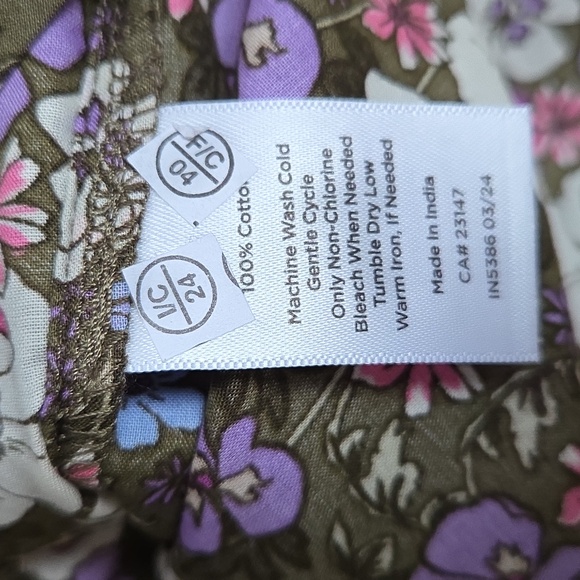 F/C
04
I/C
24
100% Cotton
Machine Wash Cold
Gentle Cycle
Only Non-Chlorine
Bleach When Needed
Tumble Dry Low
Warm Iron, If Needed
Made In India
CA# 23147
IN5386 03/24